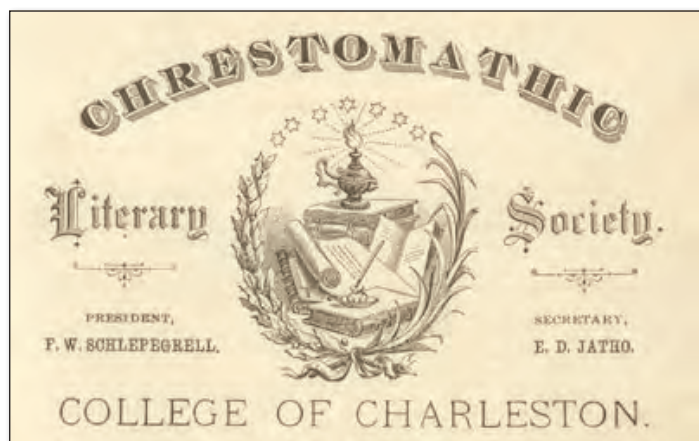 CHRESTOMATHIC
Literary Society.
PRESIDENT, SECRETARY,
F. W. SCHLEPEGRELL. E. D. JATHO.
COLLEGE OF CHARLESTON.